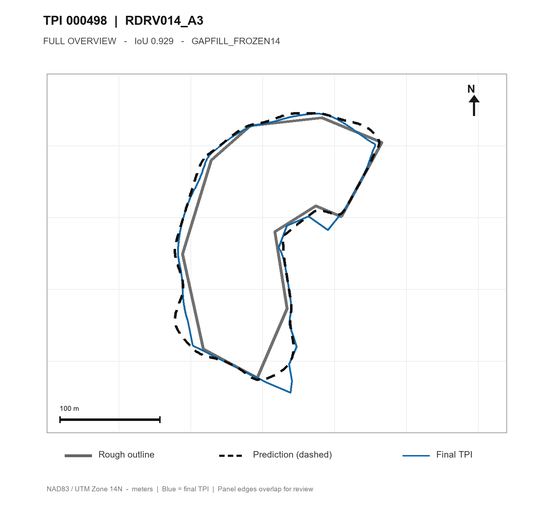 TPI 000498 | RDRV014_A3
FULL OVERVIEW - IoU 0.929 - GAPFILL_FROZEN14
N
100 m
Rough outline
Prediction (dashed)
Final TPI
NAD83 / UTM Zone 14N - meters | Blue = final TPI | Panel edges overlap for review